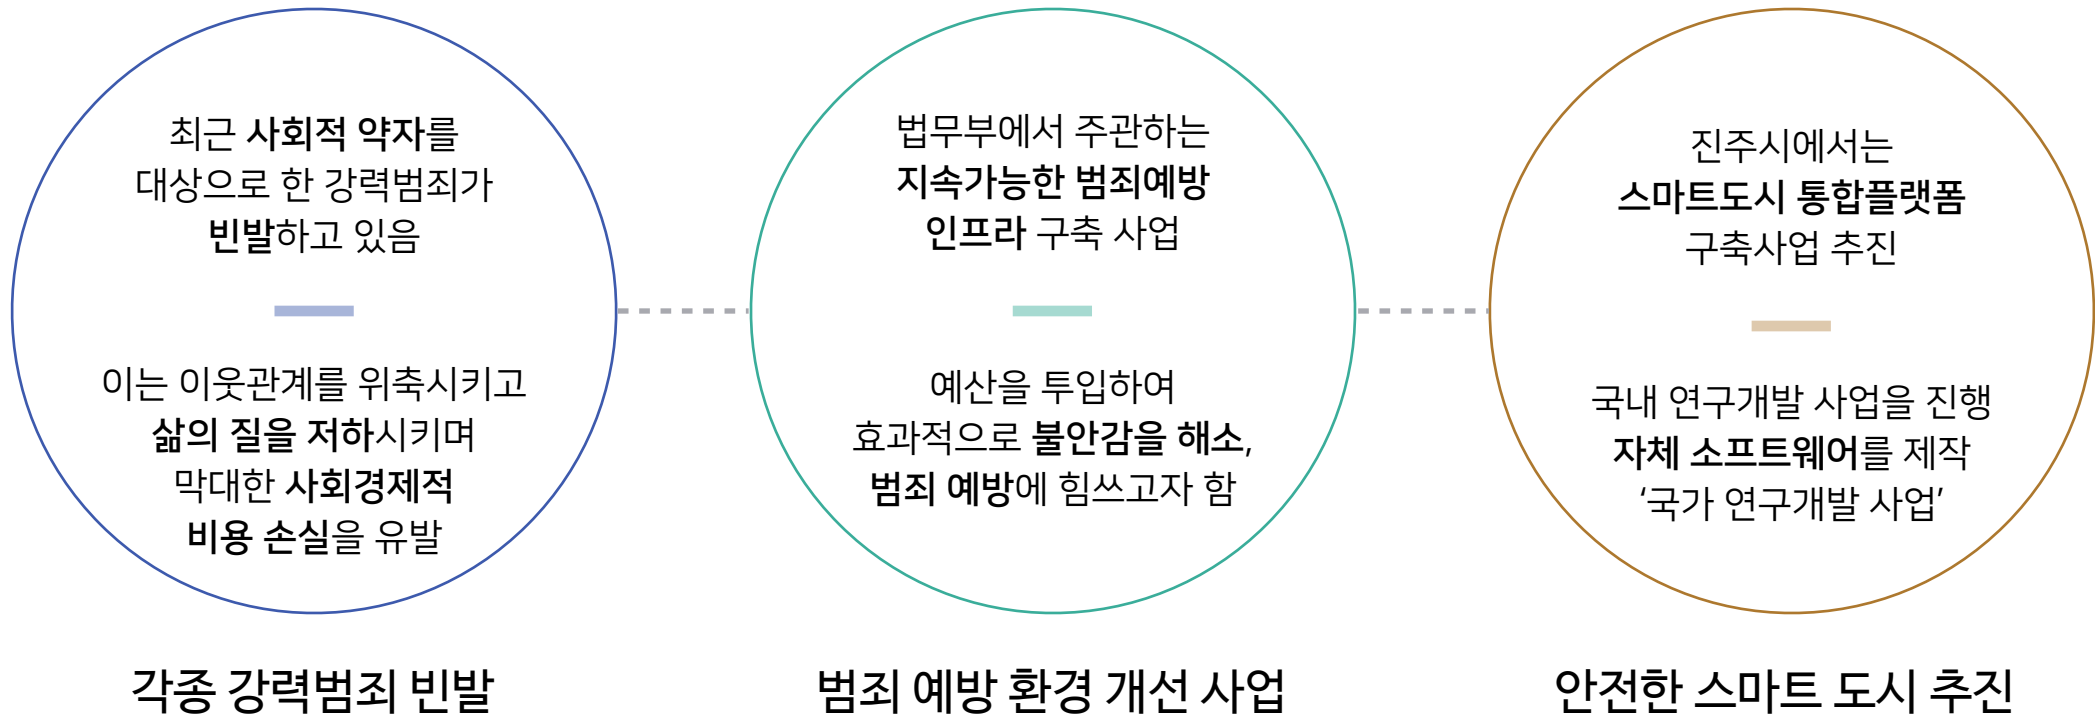 최근 사회적 약자를
대상으로 한 강력범죄가
빈발하고 있음
이는 이웃관계를 위축시키고
삶의 질을 저하시키며
막대한 사회경제적
비용 손실을 유발
각종 강력범죄 빈발
법무부에서 주관하는
지속가능한 범죄예방
인프라 구축 사업
예산을 투입하여
효과적으로 불안감을 해소,
범죄 예방에 힘쓰고자 함
범죄 예방 환경 개선 사업
진주시에서는
스마트도시 통합플랫폼
구축사업 추진
국내 연구개발 사업을 진행
자체 소프트웨어를 제작
‘국가 연구개발 사업’
안전한 스마트 도시 추진